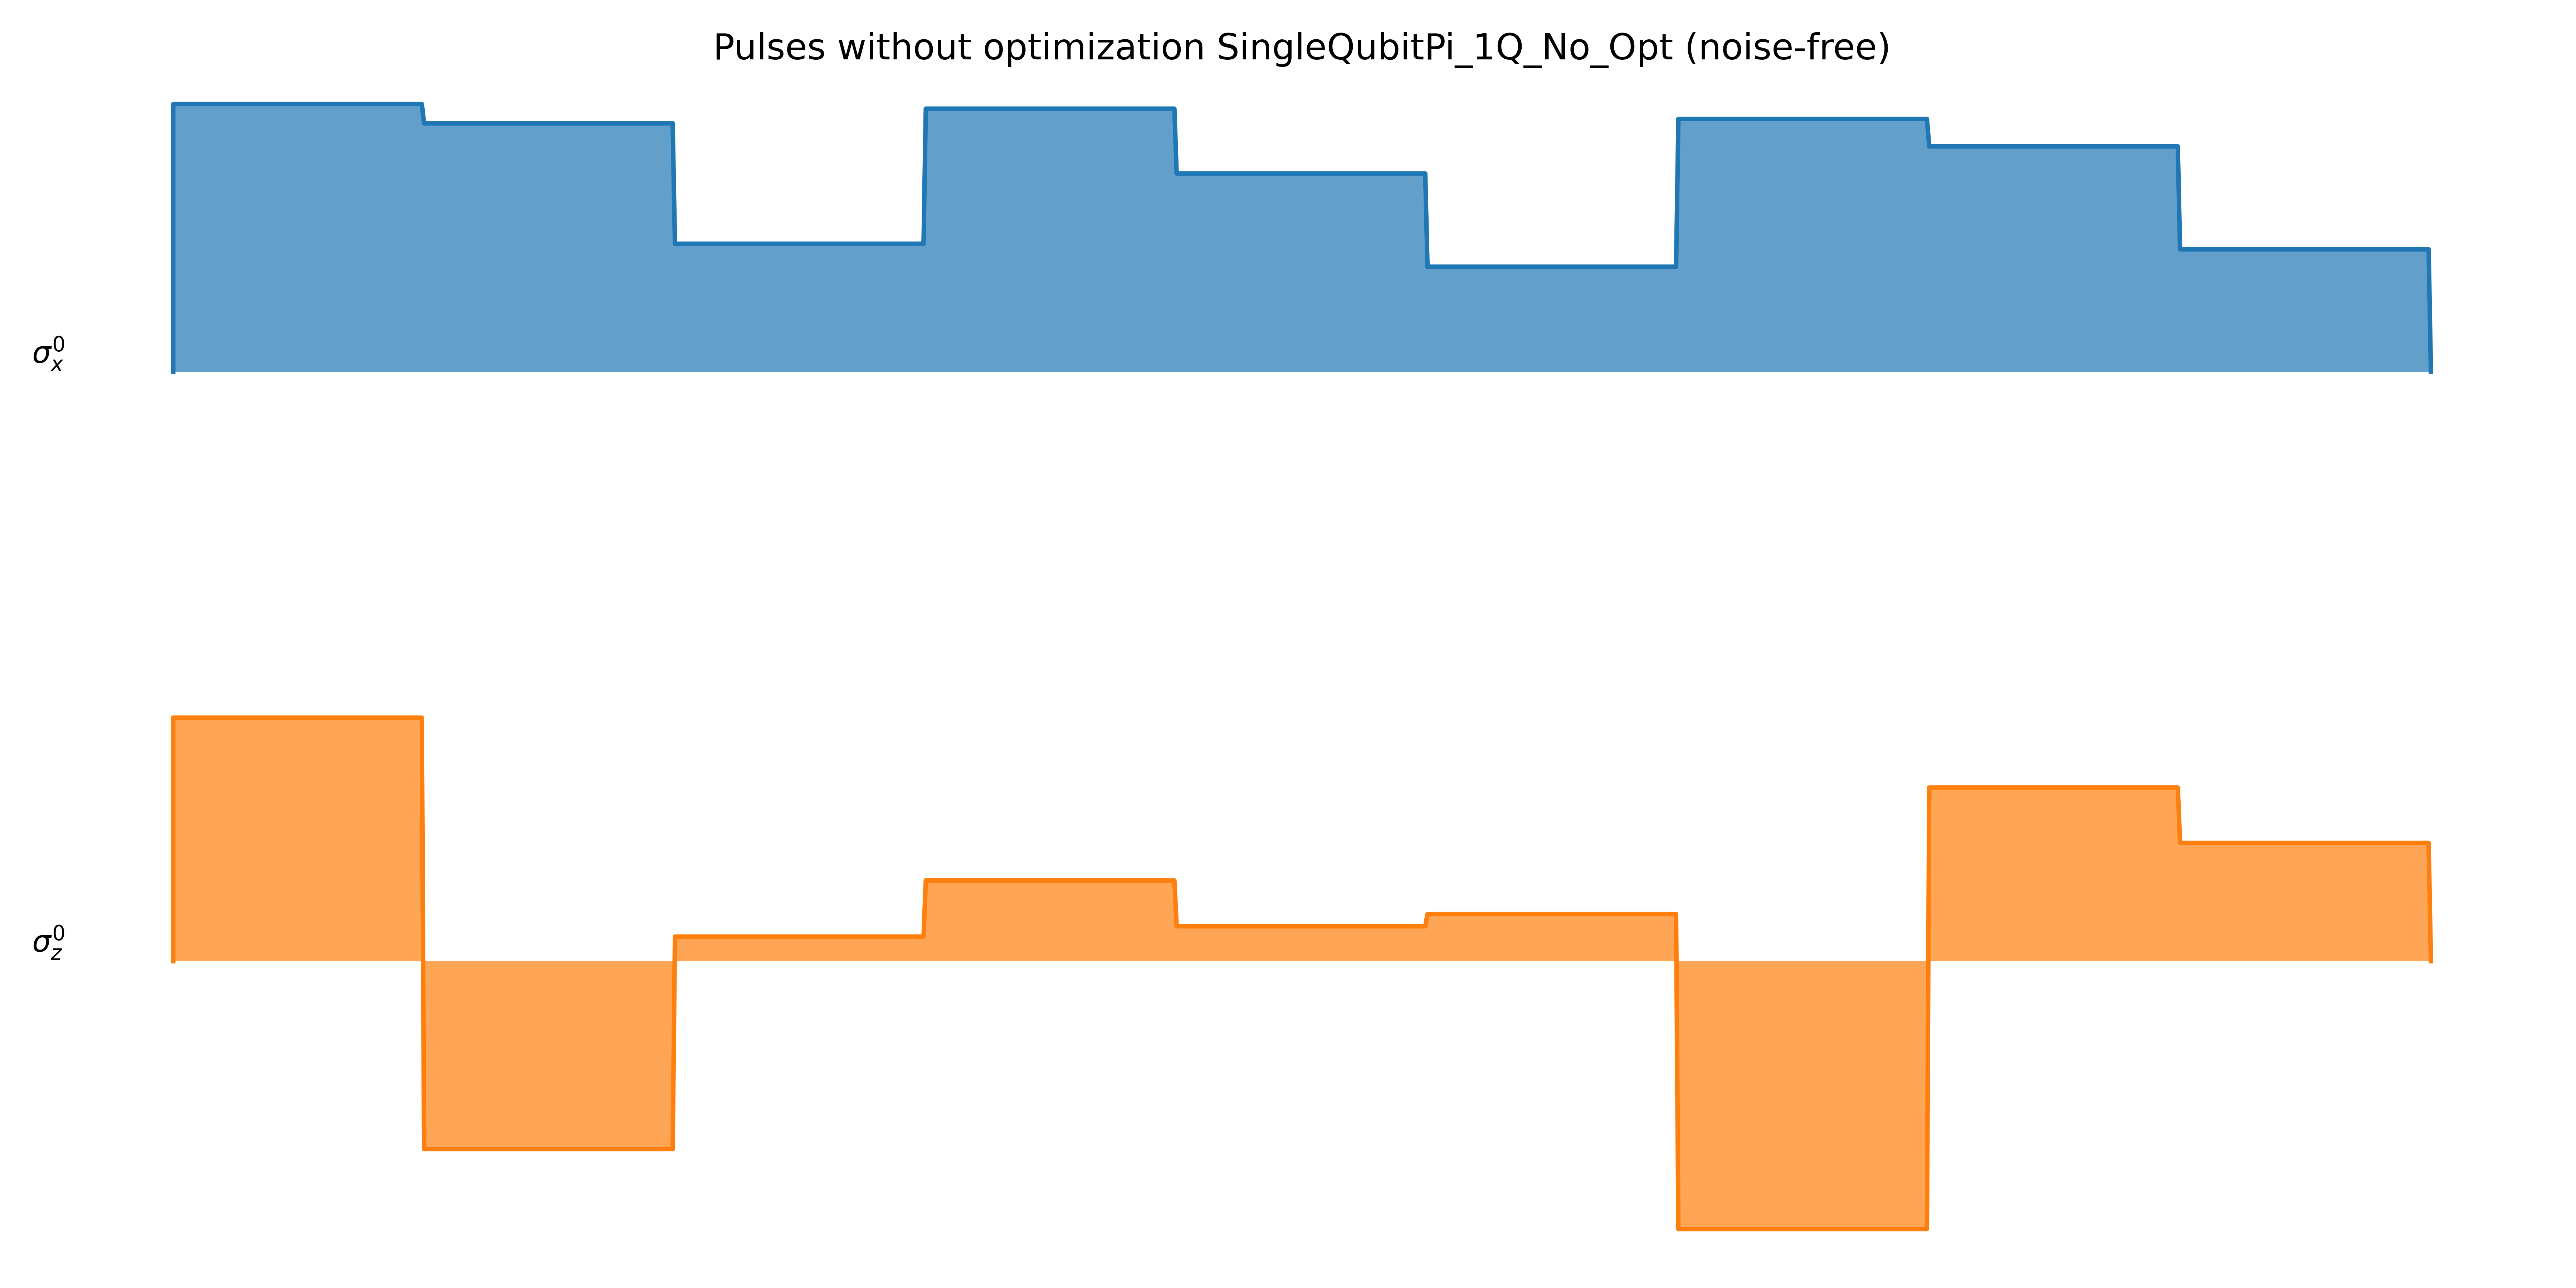 Pulses without optimization SingleQubitPi_1Q_No_Opt (noise-free)
σ_x^0
σ_z^0